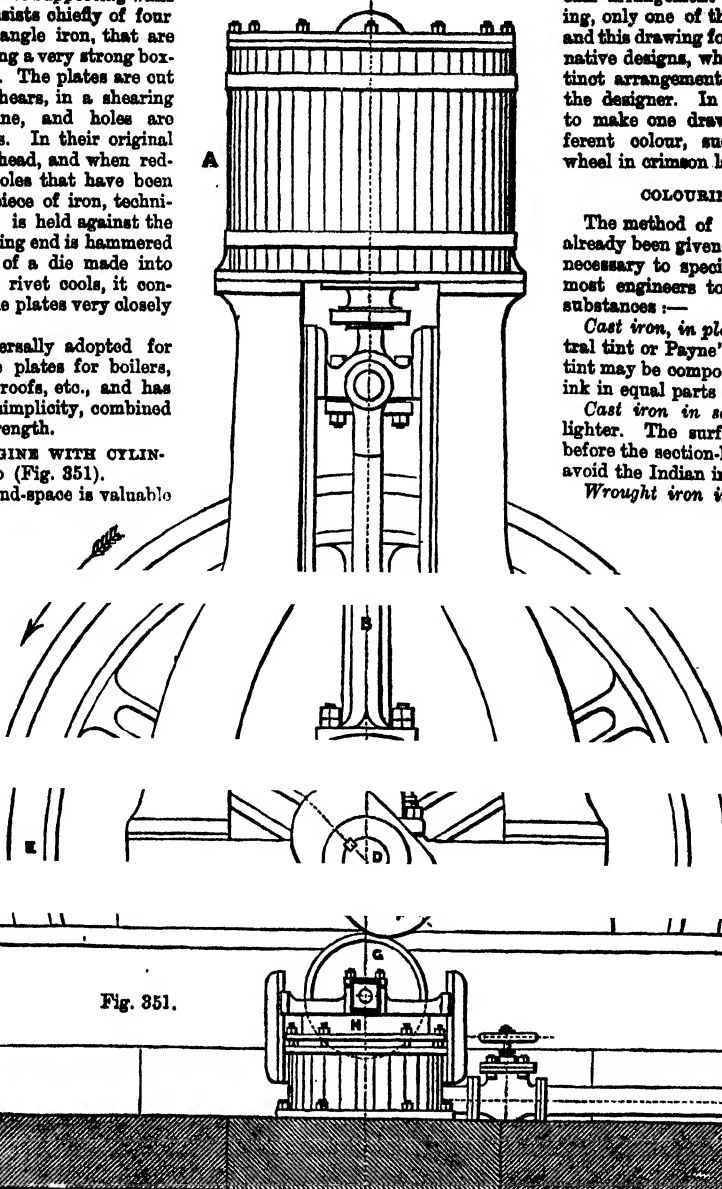 sists chiefly of four
angle iron, that are
ng a very strong box-
. The plates are cut
hears, in a shearing
ne, and holes are
s. In their original
head, and when red-
oles that have been
piece of iron, techni-
is held against the
ing end is hammered
of a die made into
rivet cools, it con-
e plates very closely
ersally adopted for
e plates for boilers,
roofs, etc., and has
simplicity, combined
rength.
GINE WITH CYLIN-
(Fig. 351).
nd-space is valuable
A
B
E
D
G
H
Fig. 351.
ing, only one of th
and this drawing fo
native designs, wh
tinct arrangement
the designer. In
to make one draw
ferent colour, suc
wheel in crimson l
COLOURIN
The method of
already been given
necessary to speci
most engineers to
substances :—
Cast iron, in pla
tral tint or Payne'
tint may be compo
ink in equal parts
Cast iron in se
lighter. The surf
before the section-l
avoid the Indian i
Wrought iron i